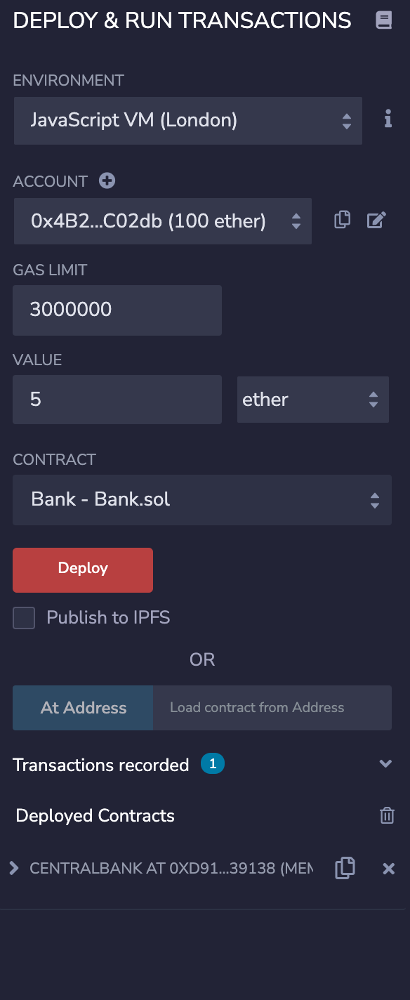 DEPLOY & RUN TRANSACTIONS
ENVIRONMENT
JavaScript VM (London)
ACCOUNT
0x4B2...C02db (100 ether)
GAS LIMIT
3000000
VALUE
5 ether
CONTRACT
Bank - Bank.sol
Deploy
Publish to IPFS
OR
At Address Load contract from Address
Transactions recorded 1
Deployed Contracts
CENTRALBANK AT 0XD91...39138 (MEM